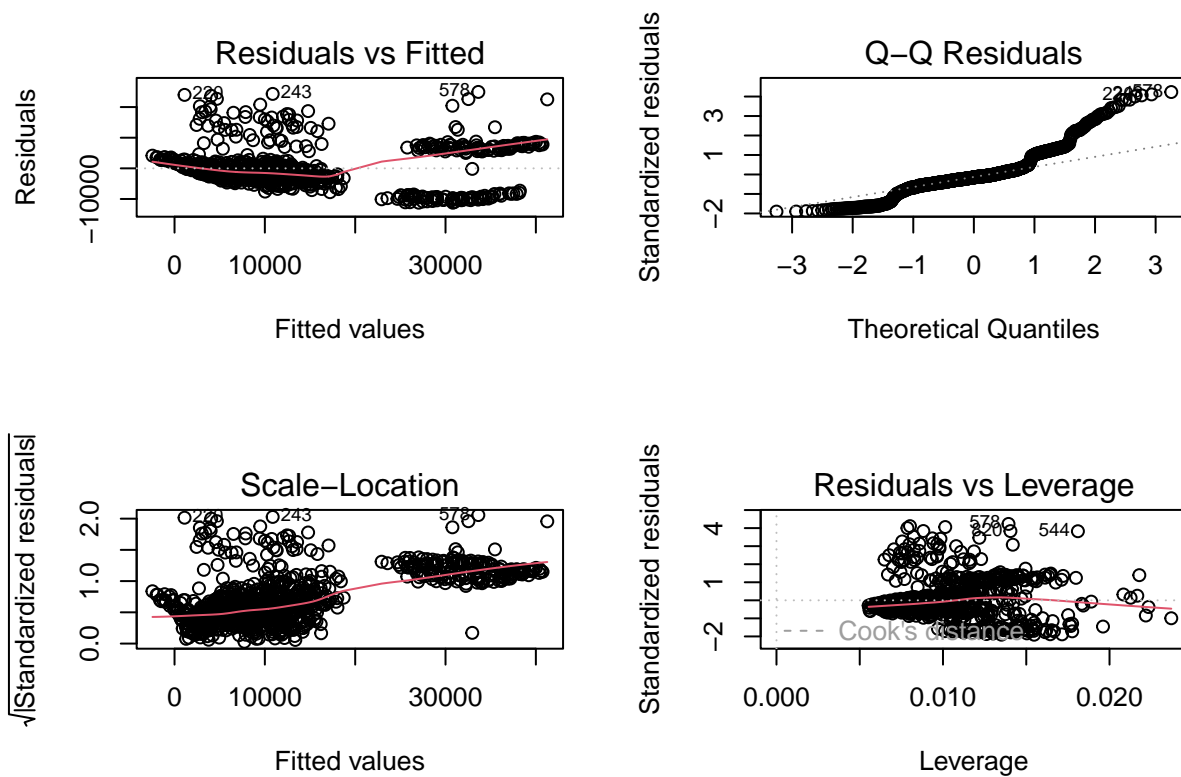 Residuals vs Fitted
Residuals
−10000
220
243
578
0
10000
30000
Fitted values
Q−Q Residuals
Standardized residuals
−2
1
3
578
−3
−2
−1
0
1
2
3
Theoretical Quantiles
Scale−Location
√|Standardized residuals|
0.0
1.0
2.0
243
578
0
10000
30000
Fitted values
Residuals vs Leverage
Standardized residuals
−2
1
4
578
820
544
Cook's distance
0.000
0.010
0.020
Leverage